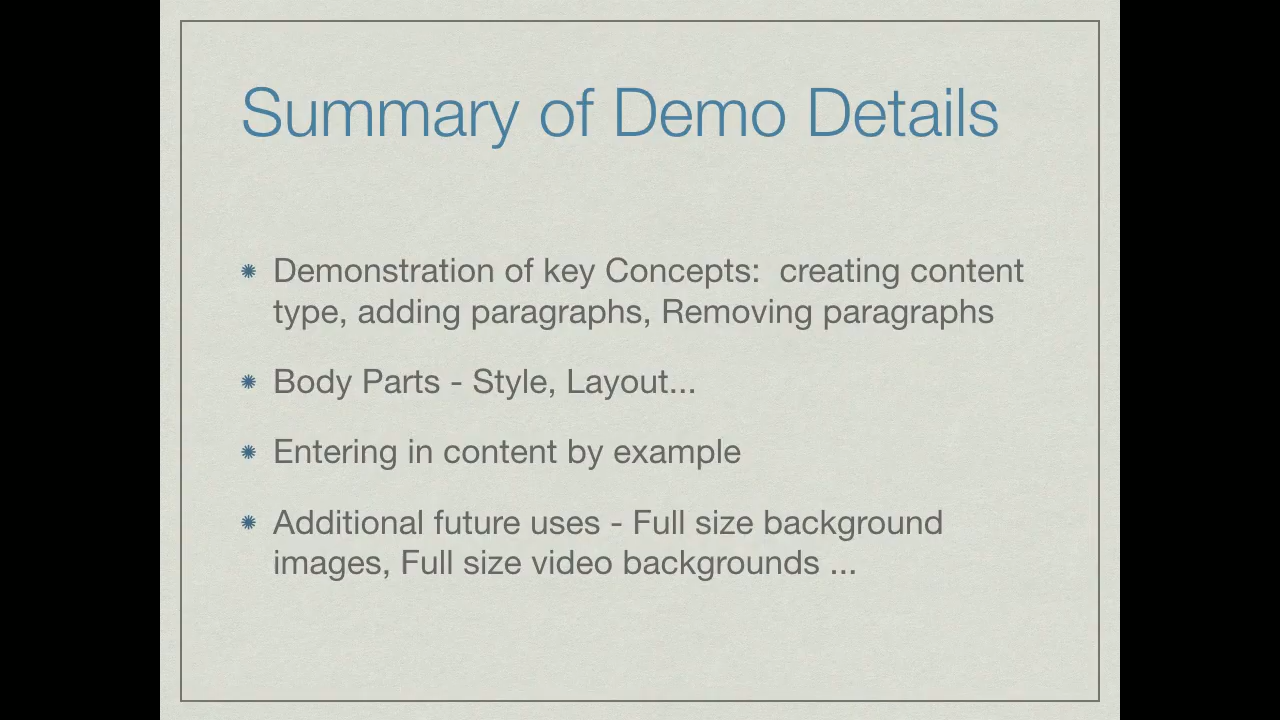 Summary of Demo Details
Demonstration of key Concepts:  creating content
type, adding paragraphs, Removing paragraphs
Body Parts - Style, Layout...
Entering in content by example
Additional future uses - Full size background
images, Full size video backgrounds ...